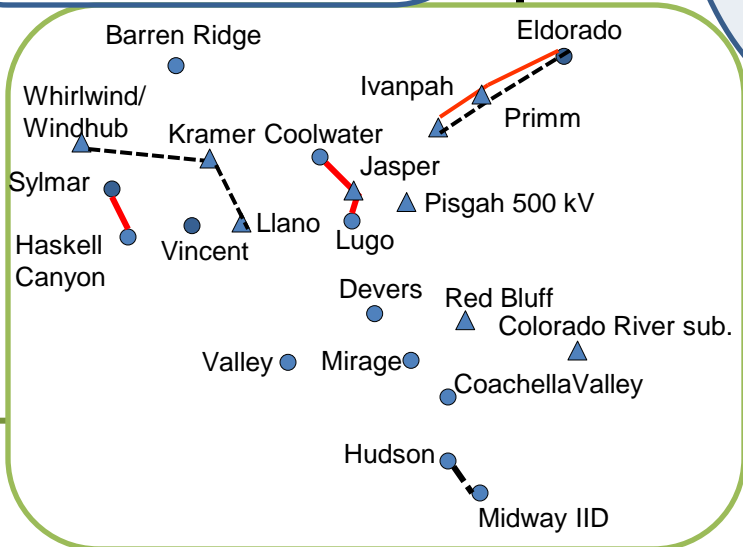 Eldorado
Barren Ridge
Ivanpah
Whirlwind/
Windhub
Primm
Kramer
Coolwater
Jasper
Sylmar
Pisgah 500 kV
Llano
Lugo
Haskell
Canyon
Vincent
Devers
Red Bluff
Colorado River sub.
Valley
Mirage
CoachellaValley
Hudson
Midway IID